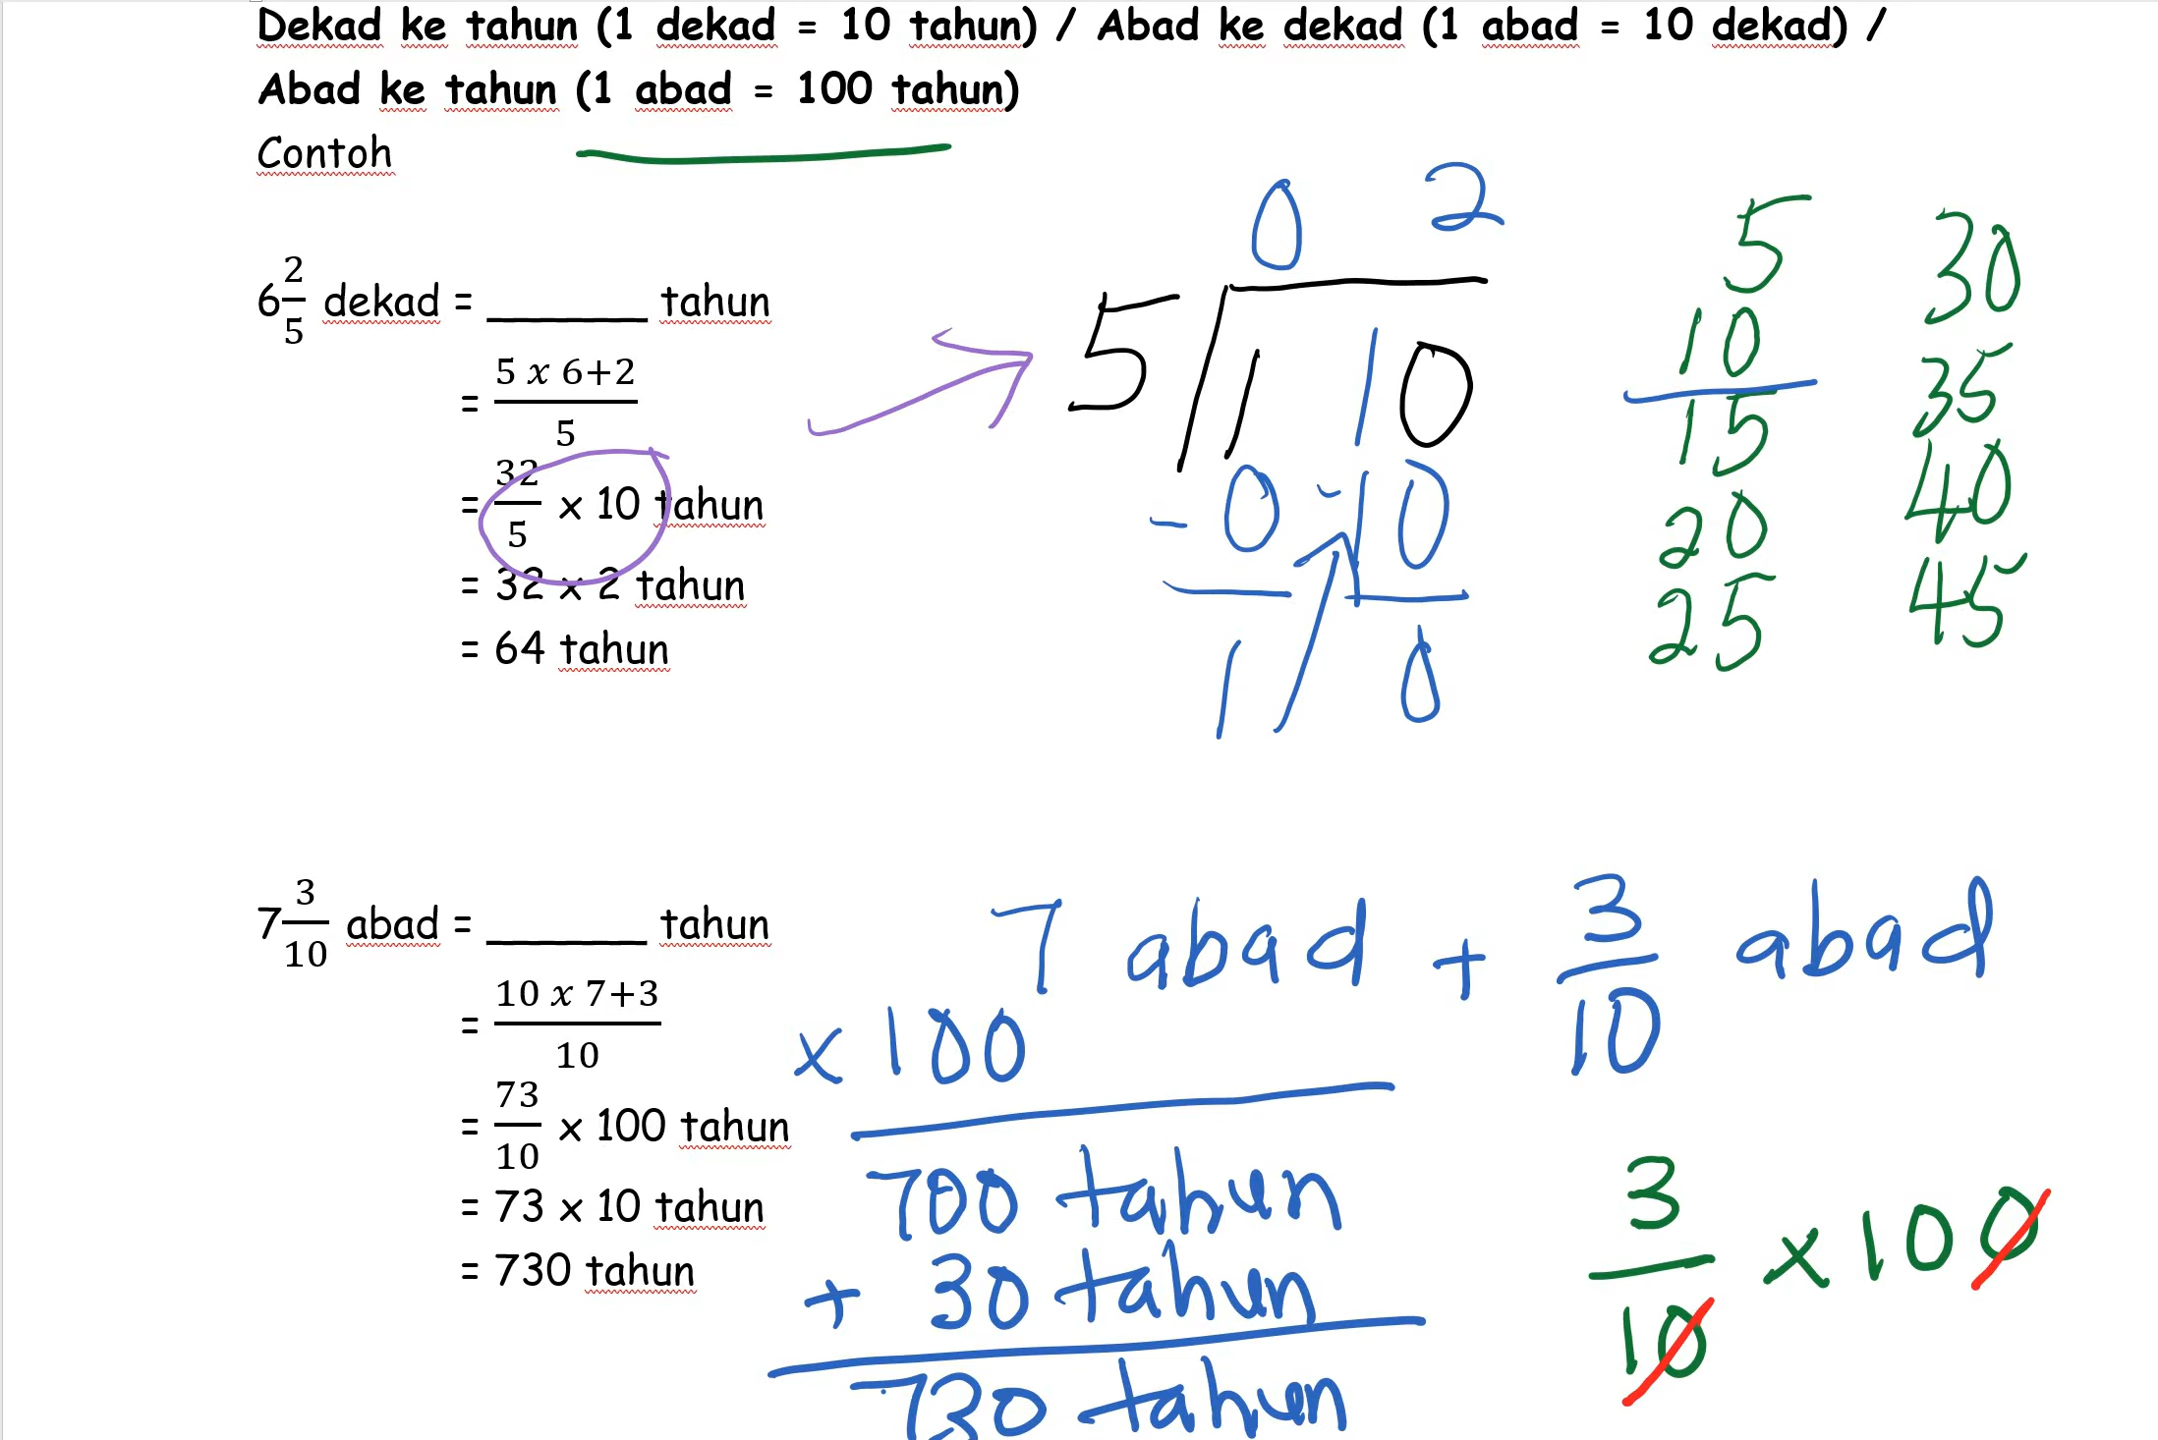 Dekad ke tahun (1 dekad = 10 tahun) / Abad ke dekad (1 abad = 10 dekad) /
Abad ke tahun (1 abad = 100 tahun)
Contoh
6 2/5 dekad = ________ tahun
= 5 x 6+2 / 5
= 32/5 x 10 tahun
= 32 x 2 tahun
= 64 tahun
0 2
5 1 1 0
- 0 - 10
1 0
5
10
15
20
25
30
35
40
45
7 3/10 abad = ________ tahun
= 10 x 7+3 / 10
= 73/10 x 100 tahun
= 73 x 10 tahun
= 730 tahun
7 abad + 3/10 abad
x 100
700 tahun
+ 30 tahun
730 tahun
3/10 x 100